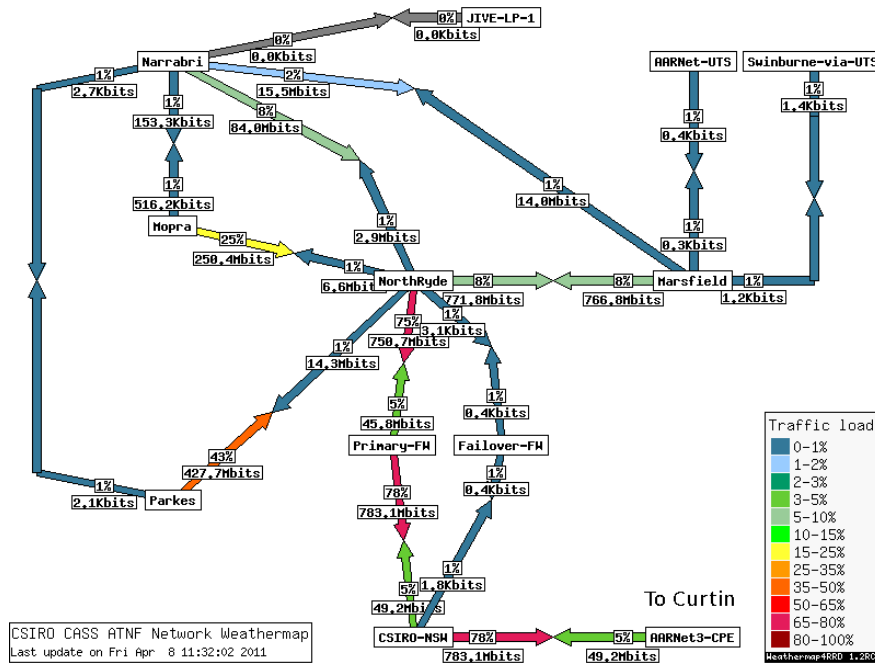 0%
JIVE-LP-1
0.0Kbits
0%
0.0Kbits
Narrabri
AARNet-UTS
Swinburne-via-UTS
1%
2.7Kbits
2%
15.5Mbits
1%
1.4Kbits
1%
153.3Kbits
8%
84.0Mbits
1%
0.4Kbits
1%
516.2Kbits
1%
14.0Mbits
Mopra
1%
2.9Mbits
1%
0.3Kbits
25%
250.4Mbits
1%
6.6Mbits
NorthRyde
8%
771.8Mbits
8%
766.8Mbits
Marsfield
1%
1.2Kbits
75%
750.7Mbits
1%
3.1Kbits
1%
14.3Mbits
5%
45.8Mbits
1%
0.4Kbits
Primary-FW
Failover-FW
43%
427.7Mbits
1%
2.1Kbits
Parkes
78%
783.1Mbits
1%
0.4Kbits
5%
49.2Mbits
1%
1.8Kbits
To Curtin
CSIRO-NSW
78%
783.1Mbits
5%
49.2Mbits
AARNet3-CPE
Traffic load
0-1%
1-2%
2-3%
3-5%
5-10%
10-15%
15-25%
25-35%
35-50%
50-65%
65-80%
80-100%
CSIRO CASS ATNF Network Weathermap
Last update on Fri Apr 8 11:32:02 2011
Weathermap4RRD 1.2RC